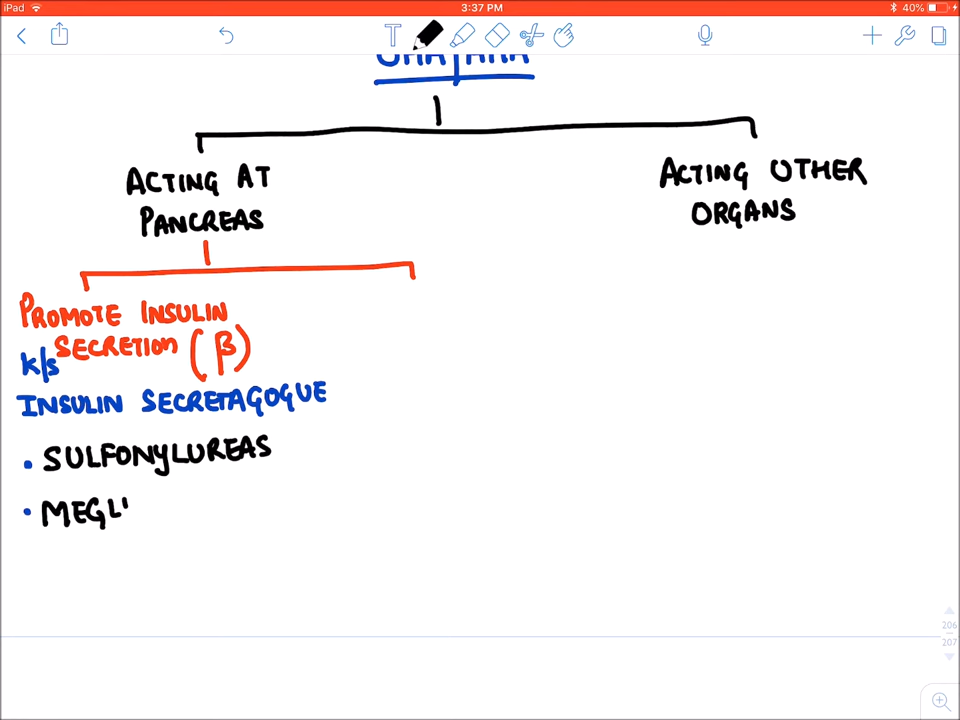 iPad
3:37 PM
40%
T
ACTING AT
PANCREAS
ACTING OTHER
ORGANS
PROMOTE INSULIN
SECRETION (β)
k/s
INSULIN SECRETAGOGUE
• SULFONYLUREAS
• MEGLI
206
207